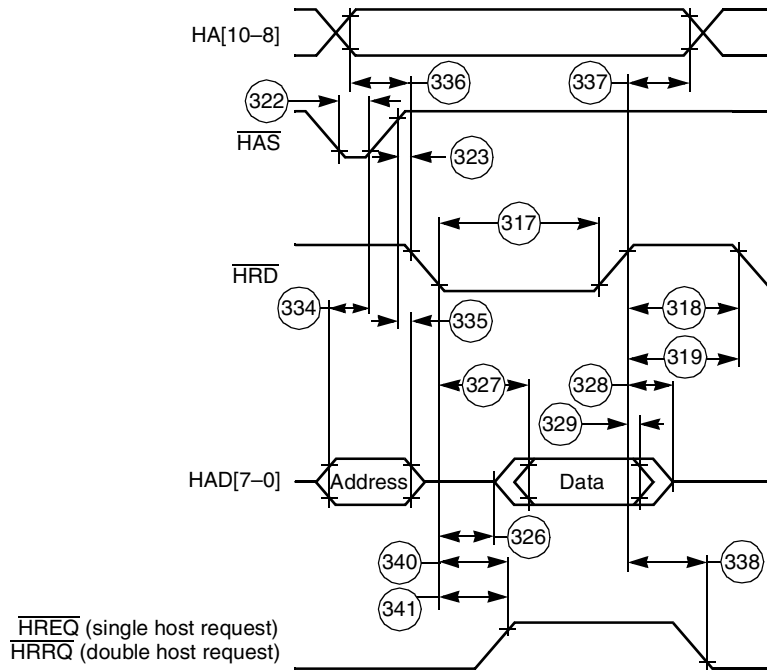 HA[10–8]
336
337
322
HAS
323
317
HRD
334
318
335
319
327
328
329
HAD[7–0]
Address
Data
326
340
338
341
HREQ (single host request)
HRRQ (double host request)